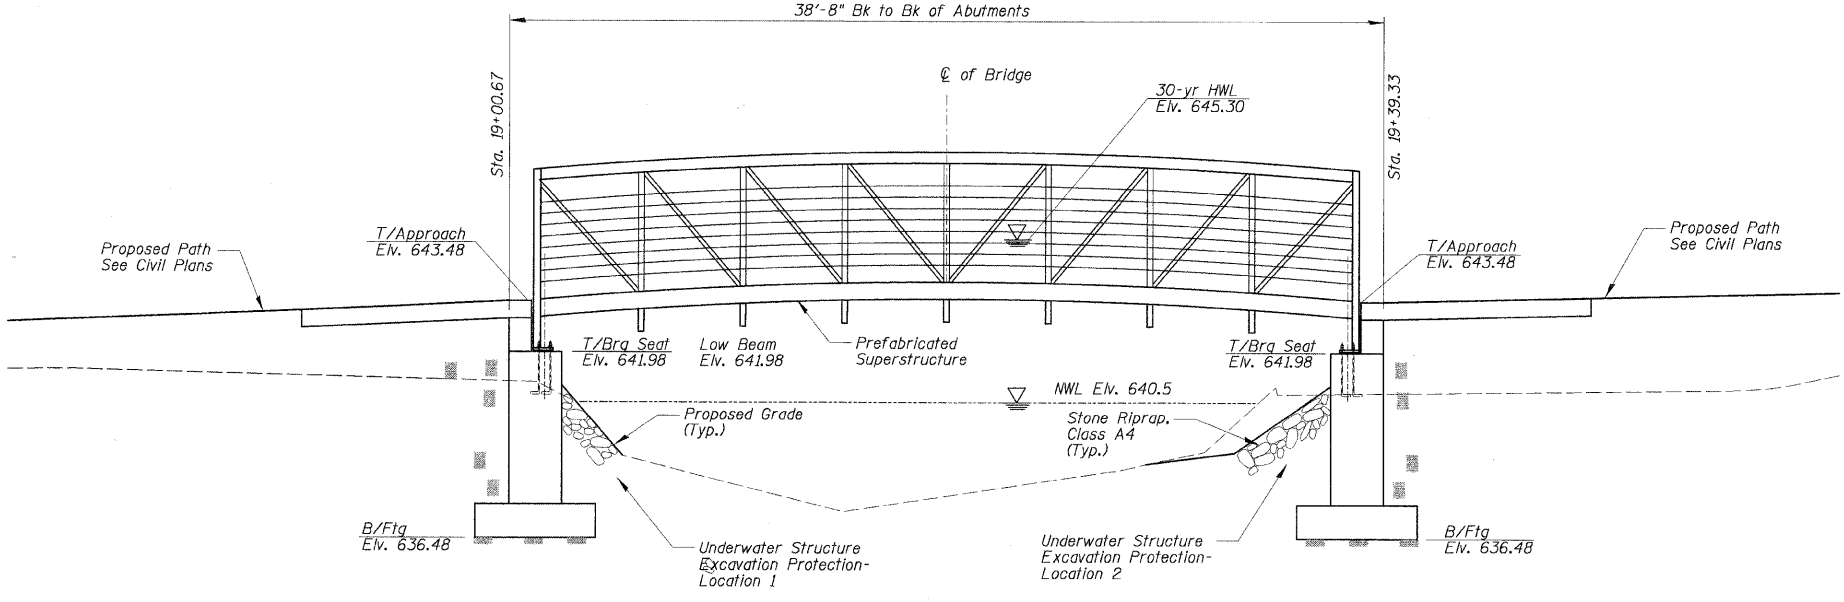 38'-8" Bk to Bk of Abutments
Sta. 19+00.67
℄ of Bridge
30-yr HWL
Elv. 645.30
Sta. 19+39.33
Proposed Path
See Civil Plans
T/Approach
Elv. 643.48
T/Approach
Elv. 643.48
Proposed Path
See Civil Plans
T/Brg Seat
Elv. 641.98
Low Beam
Elv. 641.98
Prefabricated
Superstructure
T/Brg Seat
Elv. 641.98
NWL Elv. 640.5
Proposed Grade
(Typ.)
Stone Riprap,
Class A4
(Typ.)
B/Ftg
Elv. 636.48
Underwater Structure
Excavation Protection-
Location 1
Underwater Structure
Excavation Protection-
Location 2
B/Ftg
Elv. 636.48